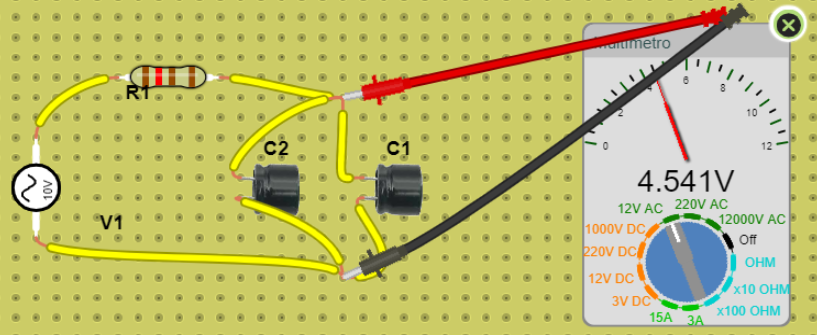 Multímetro
R1
10V
V1
C2
C1
0
2
4
6
8
10
12
4.541V
12V AC
220V AC
12000V AC
1000V DC
220V DC
12V DC
3V DC
15A
3A
Off
OHM
x10 OHM
x100 OHM